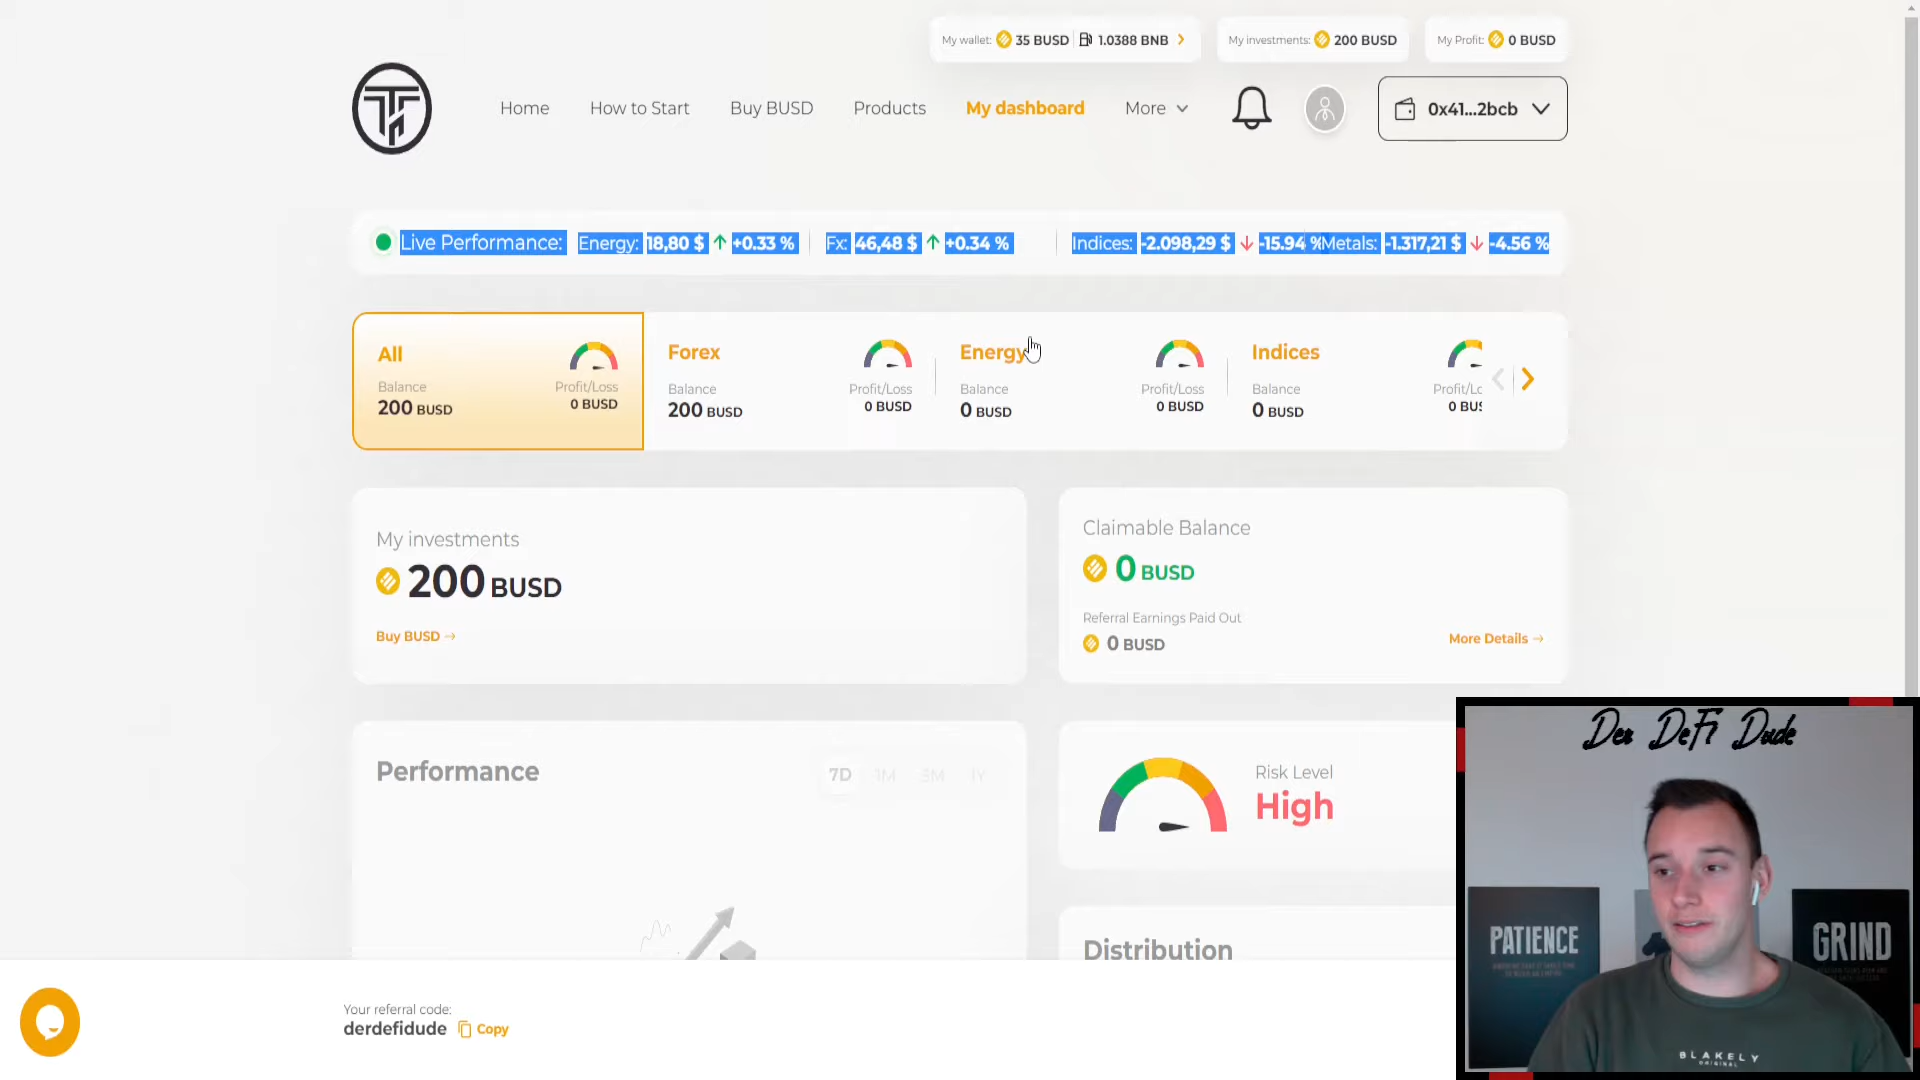 My wallet: 35 BUSD 1.0388 BNB
My investments: 200 BUSD
My Profit: 0 BUSD
Home How to Start Buy BUSD Products My dashboard More 0x41...2bcb
Live Performance: Energy: 18,80 $ +0.33 % Fx: 46,48 $ +0.34 % Indices: -2.098,29 $ -15.94 % Metals: -1.317,21 $ -4.56 %
All
Balance
200 BUSD
Profit/Loss
0 BUSD
Forex
Balance
200 BUSD
Profit/Loss
0 BUSD
Energy
Balance
0 BUSD
Profit/Loss
0 BUSD
Indices
Balance
0 BUSD
My investments
200 BUSD
Buy BUSD →
Claimable Balance
0 BUSD
Referral Earnings Paid Out
0 BUSD
More Details →
Performance
7D 1M 3M 1Y
Risk Level
High
Distribution
Your referral code:
derdefidude Copy
Der DeFi Dude
PATIENCE
GRIND
BLAKELY
ORIGINAL